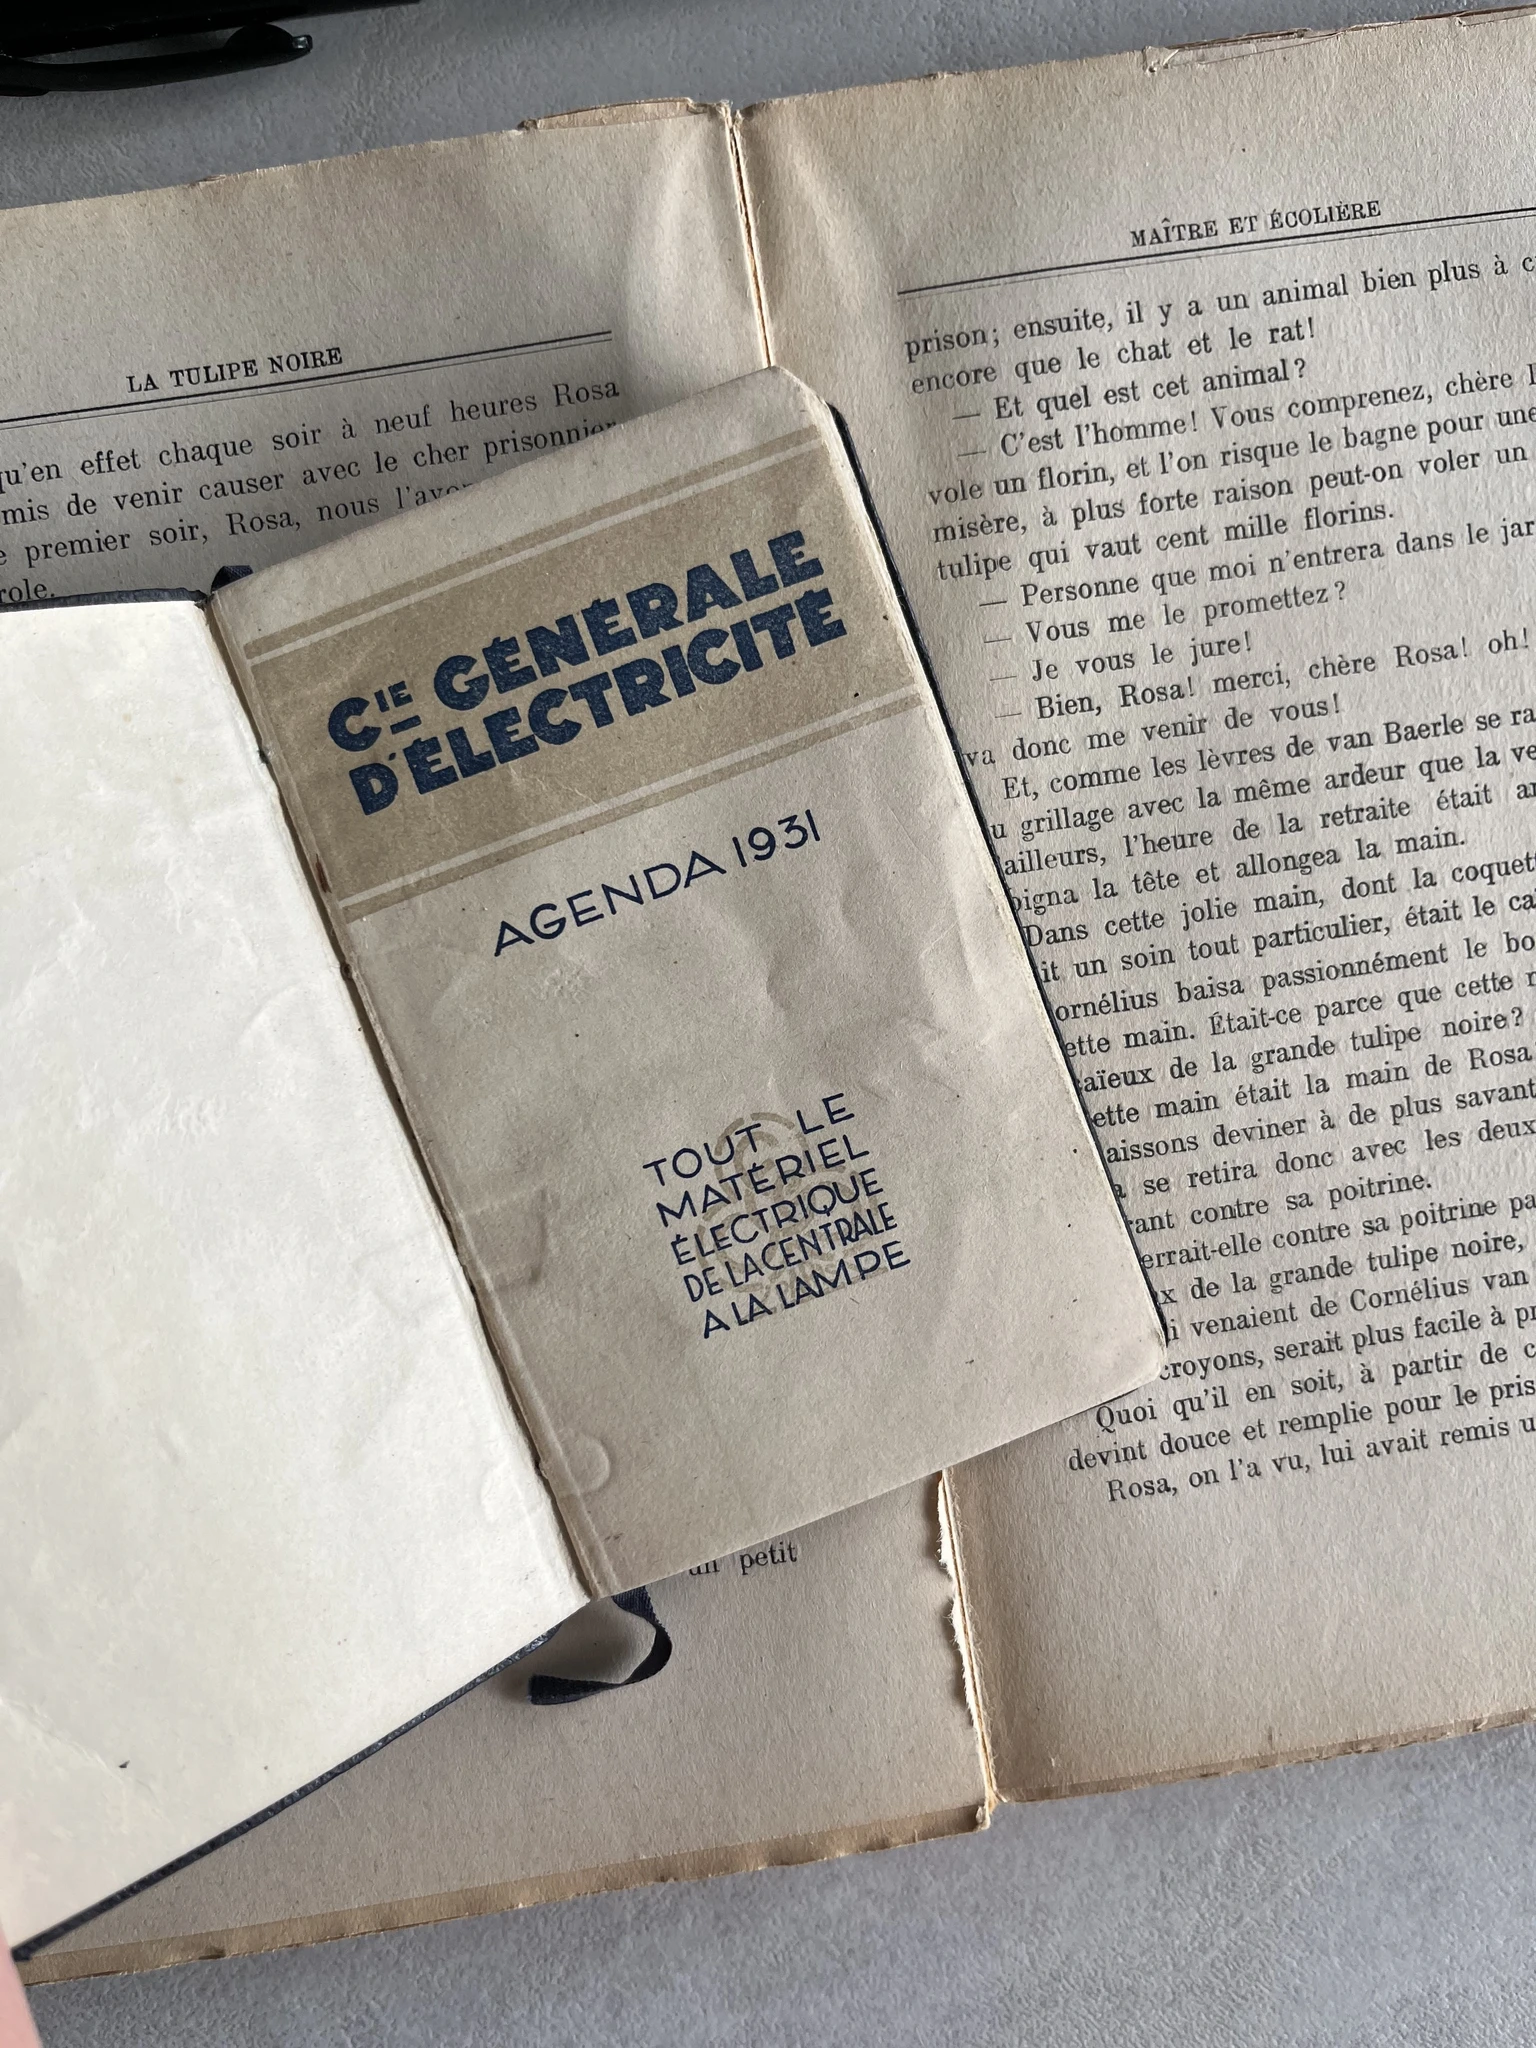 LA TULIPE NOIRE
qu'en effet chaque soir à neuf heures Rosa
mis de venir causer avec le cher prisonnier
premier soir, Rosa, nous
un petit
CIE GÉNÉRALE
D'ÉLECTRICITÉ
AGENDA 1931
TOUT LE
MATÉRIEL
ÉLECTRIQUE
DE LA CENTRALE
A LA LAMPE
MAÎTRE ET ÉCOLIÈRE
prison; ensuite, il y a un animal bien plus à
encore que le chat et le rat!
— Et quel est cet animal?
— C'est l'homme! Vous comprenez, chère
vole un florin, et l'on risque le bagne pour une
misère, à plus forte raison peut-on voler un
tulipe qui vaut cent mille florins.
— Personne que moi n'entrera dans le jar
— Vous me le promettez?
— Je vous le jure!
— Bien, Rosa! merci, chère Rosa! oh!
va donc me venir de vous!
Et, comme les lèvres de van Baerle se ra
u grillage avec la même ardeur que la ve
ailleurs, l'heure de la retraite était ar
oigna la tête et allongea la main.
Dans cette jolie main, dont la coquett
it un soin tout particulier, était le ca
ornélius baisa passionnément le bo
ette main. Était-ce parce que cette
aïeux de la grande tulipe noire?
ette main était la main de Rosa
aissons deviner à de plus savant
a se retira donc avec les deux
rant contre sa poitrine.
errait-elle contre sa poitrine pa
x de la grande tulipe noire,
i venaient de Cornélius van
croyons, serait plus facile à pr
Quoi qu'il en soit, à partir de c
devint douce et remplie pour le pris
Rosa, on l'a vu, lui avait remis u